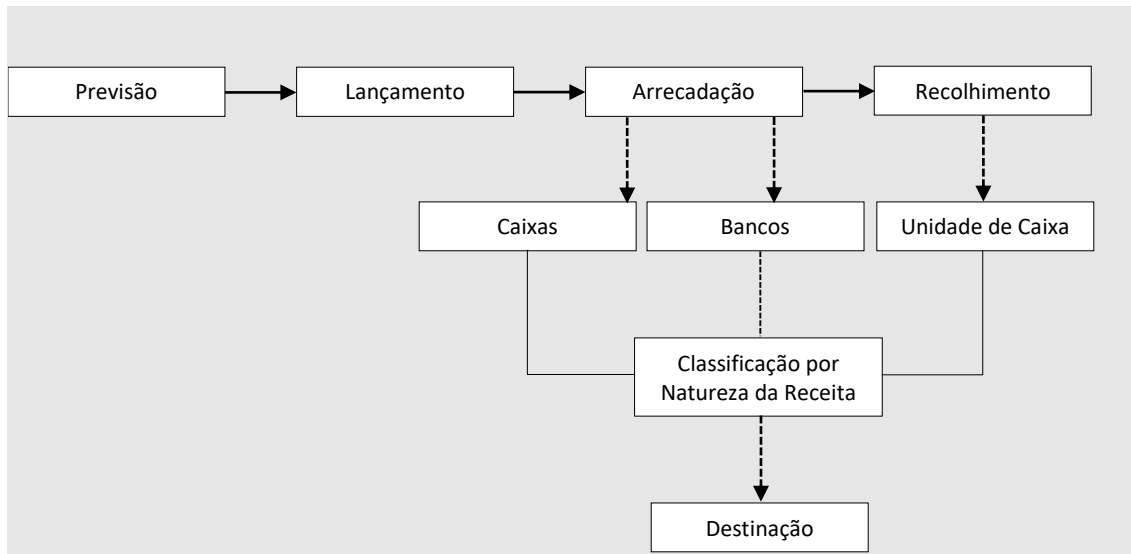 Previsão
Lançamento
Arrecadação
Recolhimento
Caixas
Bancos
Unidade de Caixa
Classificação por
Natureza da Receita
Destinação